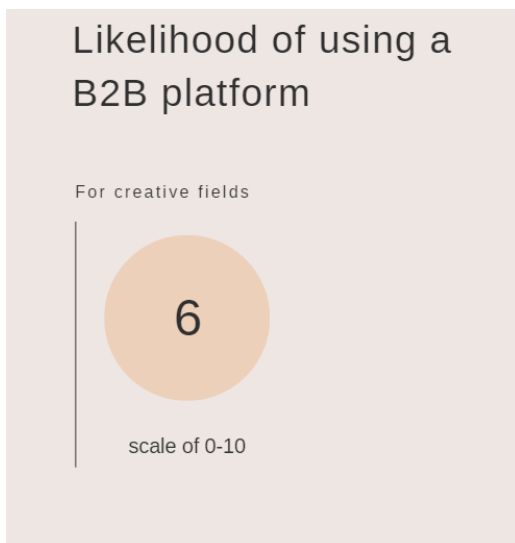 Likelihood of using a
B2B platform
For creative fields
6
scale of 0-10